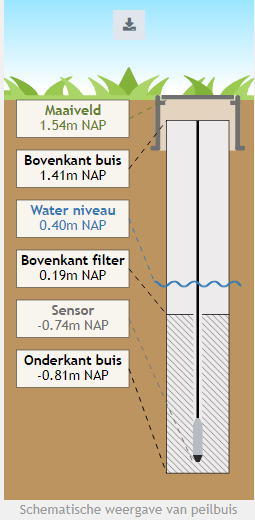 Maaiveld
1.54m NAP
Bovenkant buis
1.41m NAP
Water niveau
0.40m NAP
Bovenkant filter
0.19m NAP
Sensor
-0.74m NAP
Onderkant buis
-0.81m NAP
Schematische weergave van peilbuis